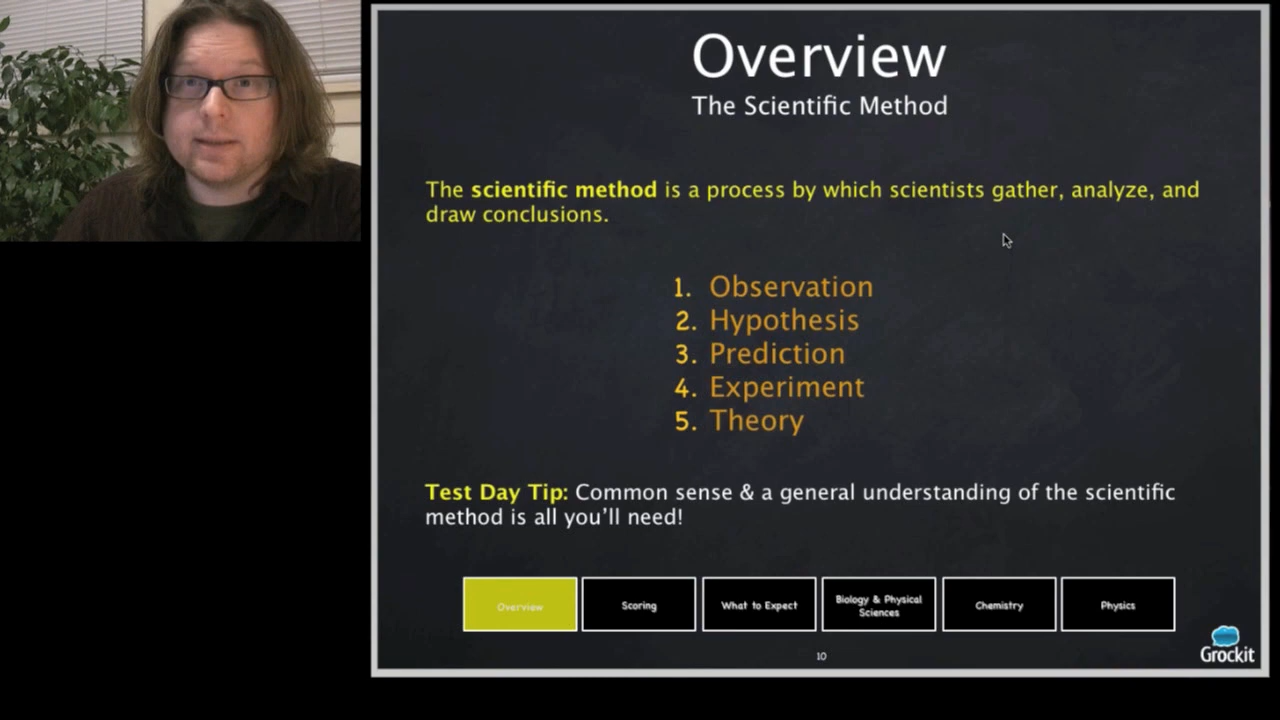 Overview
The Scientific Method
The scientific method is a process by which scientists gather, analyze, and
draw conclusions.
1. Observation
2. Hypothesis
3. Prediction
4. Experiment
5. Theory
Test Day Tip: Common sense & a general understanding of the scientific
method is all you'll need!
Overview
Scoring
What to Expect
Biology & Physical
Sciences
Chemistry
Physics
10
Grockit